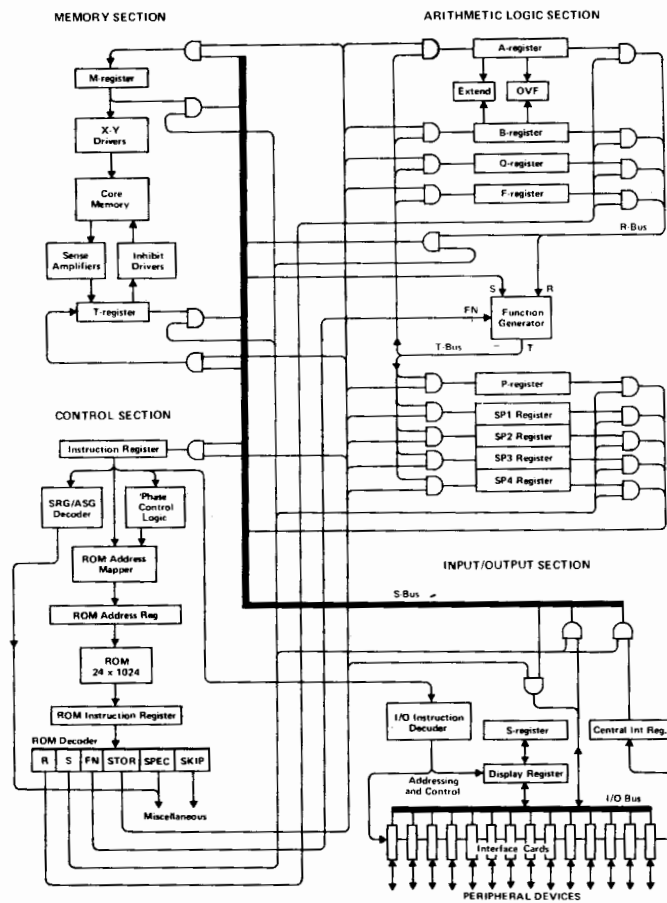 MEMORY SECTION
M-register
X-Y
Drivers
Core
Memory
Sense
Amplifiers
Inhibit
Drivers
T-register
ARITHMETIC LOGIC SECTION
A-register
Extend
OVF
B-register
Q-register
F-register
R-Bus
S
R
FN
Function
Generator
T-Bus
T
P-register
SP1 Register
SP2 Register
SP3 Register
SP4 Register
CONTROL SECTION
Instruction Register
SRG/ASG
Decoder
Phase
Control
Logic
ROM Address
Mapper
ROM Address Reg
ROM
24 x 1024
ROM Instruction Register
ROM Decoder
R S FN STOR SPEC SKIP
Miscellaneous
INPUT/OUTPUT SECTION
S-Bus
I/O Instruction
Decoder
S-register
Central Int Reg.
Addressing
and Control
Display Register
I/O Bus
Interface Cards
PERIPHERAL DEVICES